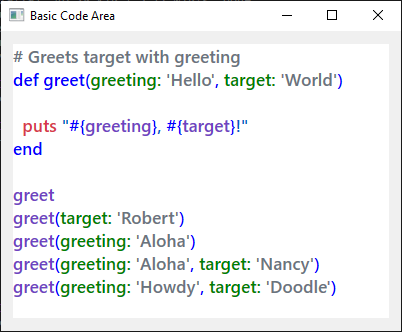 Basic Code Area
# Greets target with greeting
def greet(greeting: 'Hello', target: 'World')
  puts "#{greeting}, #{target}!"
end
greet
greet(target: 'Robert')
greet(greeting: 'Aloha')
greet(greeting: 'Aloha', target: 'Nancy')
greet(greeting: 'Howdy', target: 'Doodle')